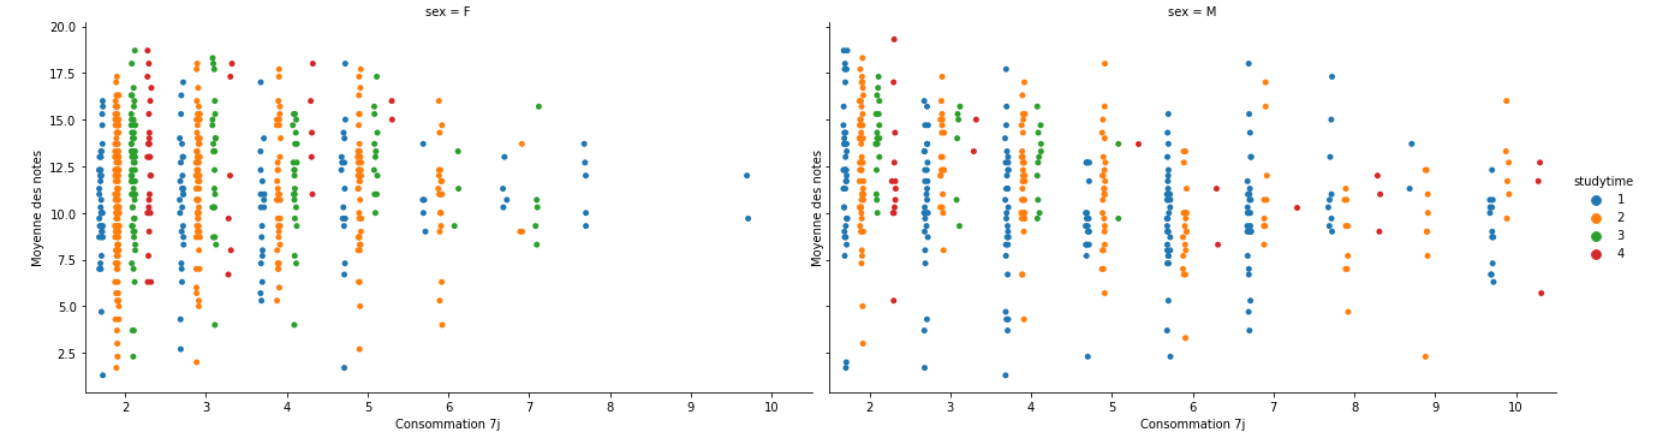 sex = F
sex = M
20.0
17.5
15.0
12.5
10.0
7.5
5.0
2.5
Moyenne des notes
Moyenne des notes
2 3 4 5 6 7 8 9 10
Consommation 7j
2 3 4 5 6 7 8 9 10
Consommation 7j
studytime
1
2
3
4